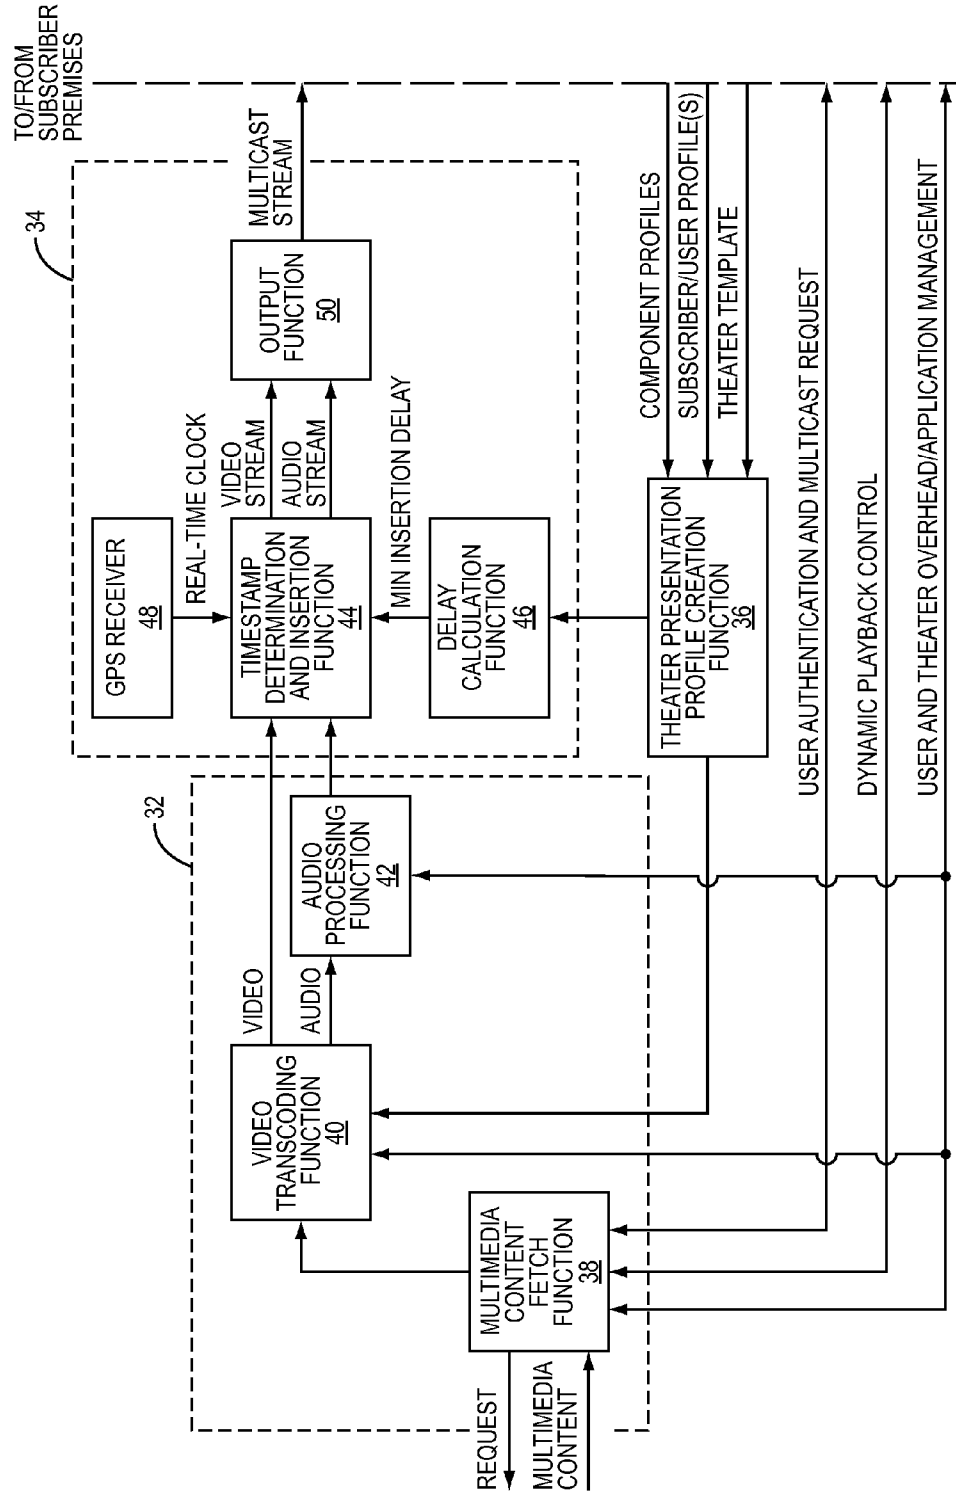 TO/FROM
SUBSCRIBER
PREMISES
34
MULTICAST
STREAM
OUTPUT
FUNCTION
50
GPS RECEIVER
48
REAL-TIME CLOCK
VIDEO
STREAM
AUDIO
STREAM
TIMESTAMP
DETERMINATION
AND INSERTION
FUNCTION
44
MIN INSERTION DELAY
DELAY
CALCULATION
FUNCTION
46
COMPONENT PROFILES
SUBSCRIBER/USER PROFILE(S)
THEATER TEMPLATE
THEATER PRESENTATION
PROFILE CREATION
FUNCTION
36
USER AUTHENTICATION AND MULTICAST REQUEST
DYNAMIC PLAYBACK CONTROL
USER AND THEATER OVERHEAD/APPLICATION MANAGEMENT
32
AUDIO
PROCESSING
FUNCTION
42
VIDEO
AUDIO
VIDEO
TRANSCODING
FUNCTION
40
MULTIMEDIA
CONTENT
FETCH
FUNCTION
38
REQUEST
MULTIMEDIA
CONTENT